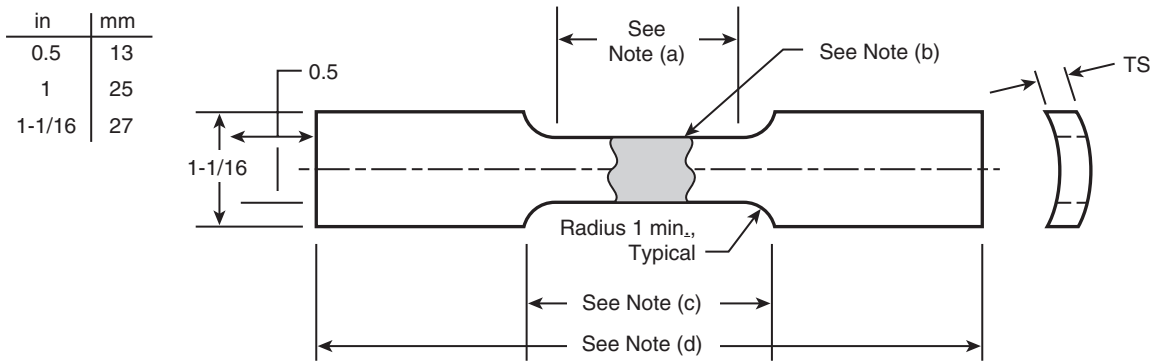 in mm
0.5 13
1 25
1-1/16 27
See
Note (a)
See Note (b)
TS
0.5
1-1/16
Radius 1 min.,
Typical
See Note (c)
See Note (d)